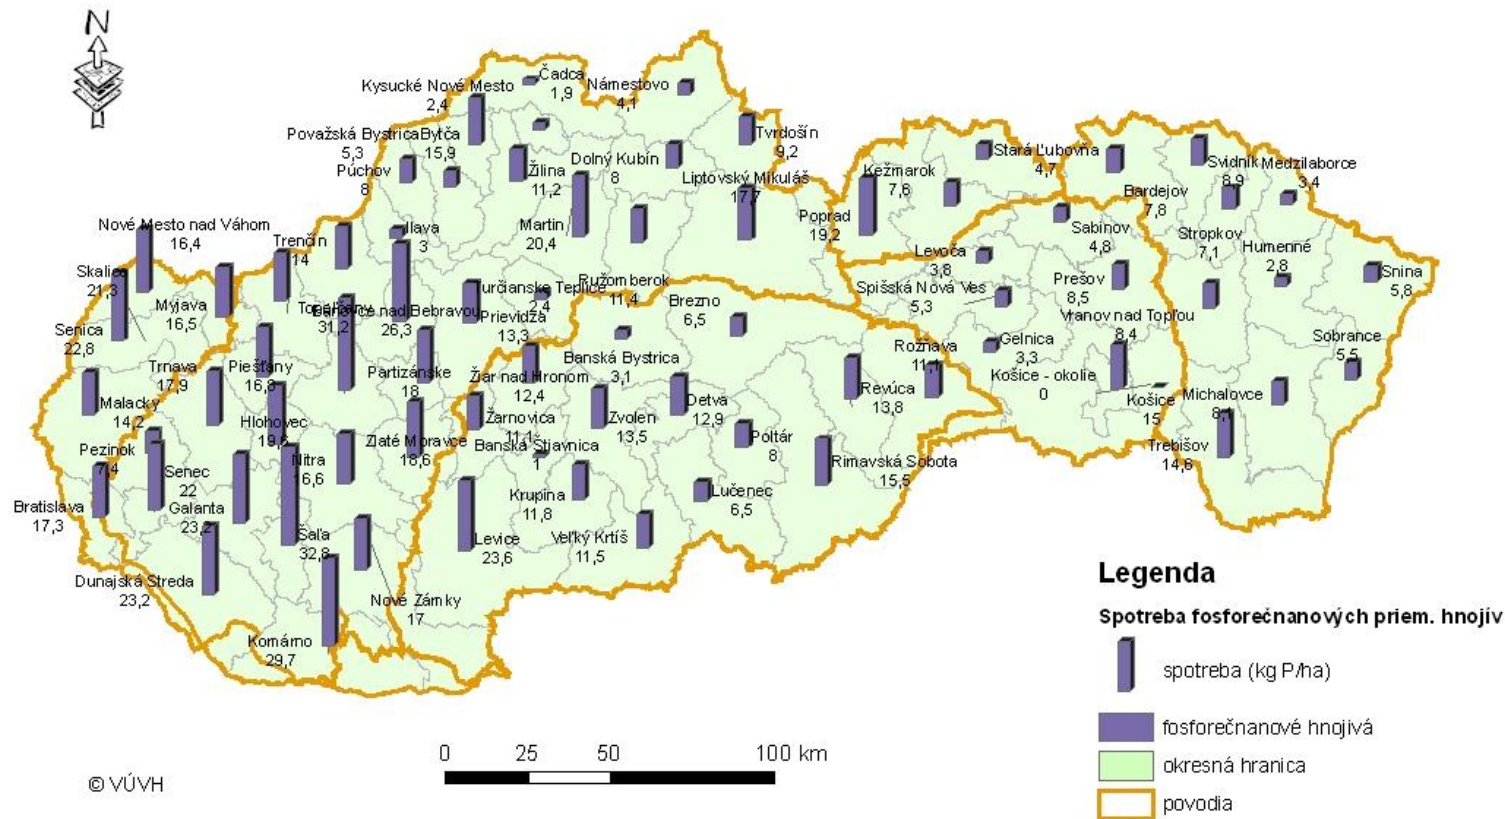 N
Čadca
1,9
Námestovo
4,1
Kysucké Nové Mesto
2,4
Tvrdošín
9,2
Považská Bystrica
5,3
Bytča
15,9
Púchov
8
Žilina
11,2
Dolný Kubín
8
Liptovský Mikuláš
17,7
Stará Ľubovňa
4,7
Kežmarok
7,6
Svidník
8,9
Medzilaborce
3,4
Bardejov
7,8
Poprad
19,2
Sabinov
4,8
Stropkov
7,1
Nové Mesto nad Váhom
16,4
Trenčín
14
Ilava
3
Martin
20,4
Levoča
3,8
Humenné
2,8
Snina
5,8
Skalica
21,3
Myjava
16,5
Ružomberok
11,4
Turčianske Teplice
2,4
Prešov
8,5
Spišská Nová Ves
5,3
31,2
Bánovce nad Bebravou
26,3
Prievidza
13,3
Brezno
6,5
Vranov nad Topľou
8,4
Senica
22,8
Sobrance
5,5
Gelnica
3,3
Trnava
17,9
Piešťany
16,8
Partizánske
18
Banská Bystrica
3,1
Rožňava
11,1
Žiar nad Hronom
12,4
Košice - okolie
0
Revúca
13,8
Michalovce
8,1
Košice
15
Malacky
14,2
Hlohovec
19,6
Žarnovica
11,1
Zvolen
13,5
Detva
12,9
Poltár
8
Trebišov
14,6
Zlaté Moravce
18,6
Banská Štiavnica
1
Pezinok
7,4
Senec
22
Nitra
16,6
Rimavská Sobota
15,5
Bratislava
17,3
Galanta
23,2
Krupina
11,8
Lučenec
6,5
Šaľa
32,8
Levice
23,6
Veľký Krtíš
11,5
Dunajská Streda
23,2
Nové Zámky
17
Komárno
29,7
Legenda
Spotreba fosforečnanových priem. hnojív
spotreba (kg P/ha)
fosforečnanové hnojivá
okresná hranica
povodia
0 25 50 100 km
© VÚVH